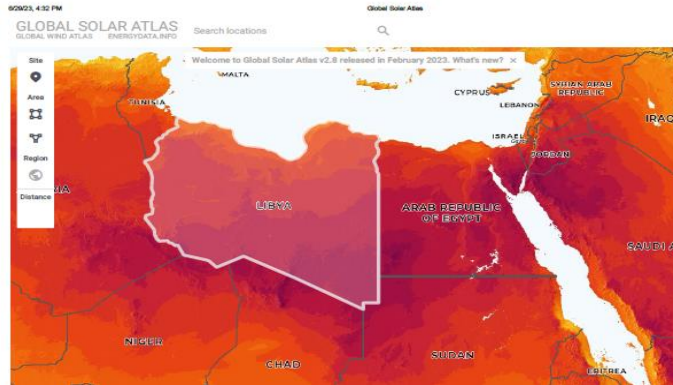 6/29/23, 4:32 PM
Global Solar Atlas
GLOBAL SOLAR ATLAS
GLOBAL WIND ATLAS ENERGYDATA.INFO
Search locations
Welcome to Global Solar Atlas v2.8 released in February 2023. What's new? ×
Site
Area
Region
Distance
MALTA
TUNISIA
CYPRUS
SYRIAN ARAB
REPUBLIC
LEBANON
IRAQ
ISRAEL
JORDAN
LIBYA
ARAB REPUBLIC
OF EGYPT
SAUDI A
NIGER
CHAD
SUDAN
ERITREA